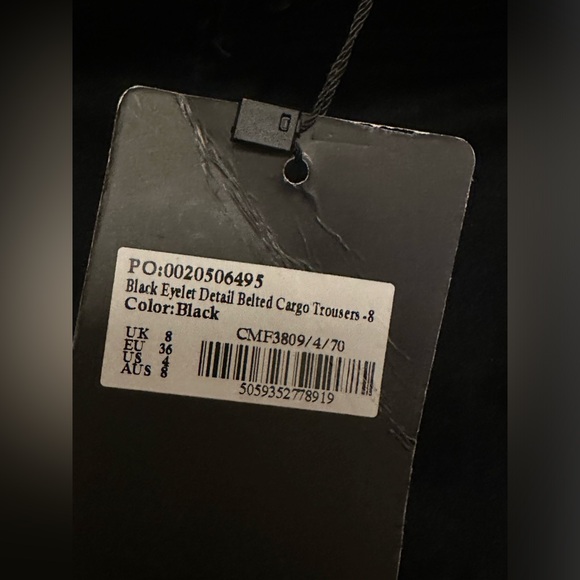 PO:0020506495
Black Eyelet Detail Belted Cargo Trousers -8
Color:Black
UK 8
EU 36
US 4
AUS 8
CMF3809/4/70
5059352778919